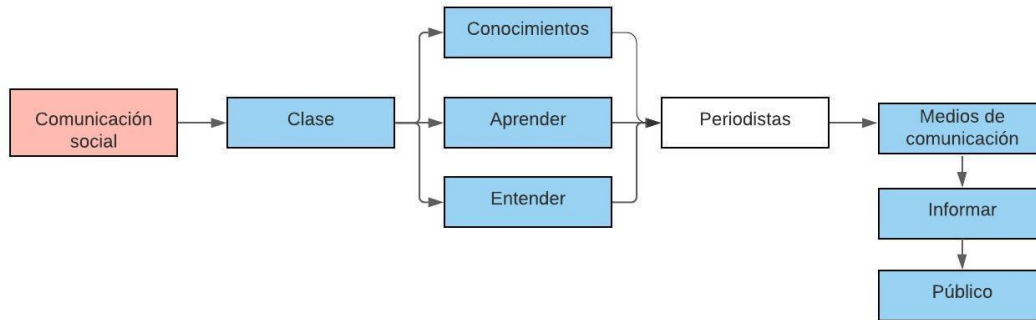 Comunicación
social
Clase
Conocimientos
Aprender
Entender
Periodistas
Medios de
comunicación
Informar
Público